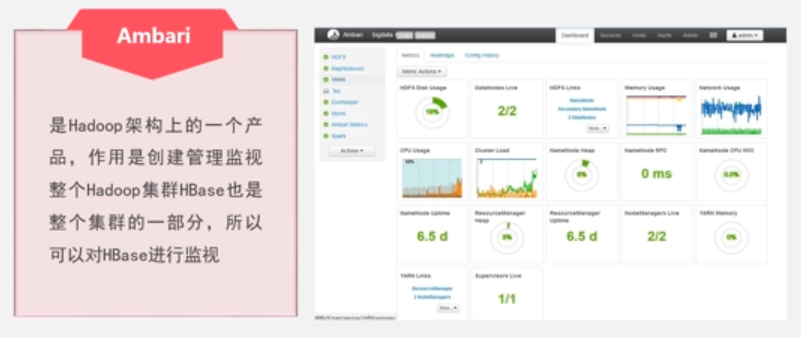 Ambari
是Hadoop架构上的一个产
品，作用是创建管理监视
整个Hadoop集群HBase也是
整个集群的一部分，所以
可以对HBase进行监视
Ambari bigdata
Dashboard Services Hosts Alerts Admin admin
HDFS
MapReduce2
YARN
Tez
ZooKeeper
Storm
Ambari Metrics
Spark
Actions
Metrics Heatmaps Config History
Metric Actions
HDFS Disk Usage DataNodes Live HDFS Links Memory Usage Network Usage
NameNode
Secondary NameNode
2 DataNodes
More...
2/2
CPU Usage Cluster Load NameNode Heap NameNode RPC NameNode CPU WIO
0 ms 0.0%
NameNode Uptime ResourceManager Heap ResourceManager Uptime NodeManagers Live YARN Memory
6.5 d 6.5 d 2/2 0%
YARN Links Supervisors Live
ResourceManager
2 NodeManagers
More...
1/1